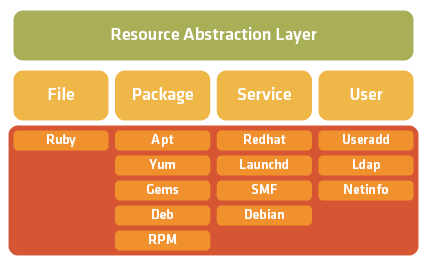 Resource Abstraction Layer
File Package Service User
Ruby Apt Redhat Useradd
Yum Launchd Ldap
Gems SMF Netinfo
Deb Debian
RPM